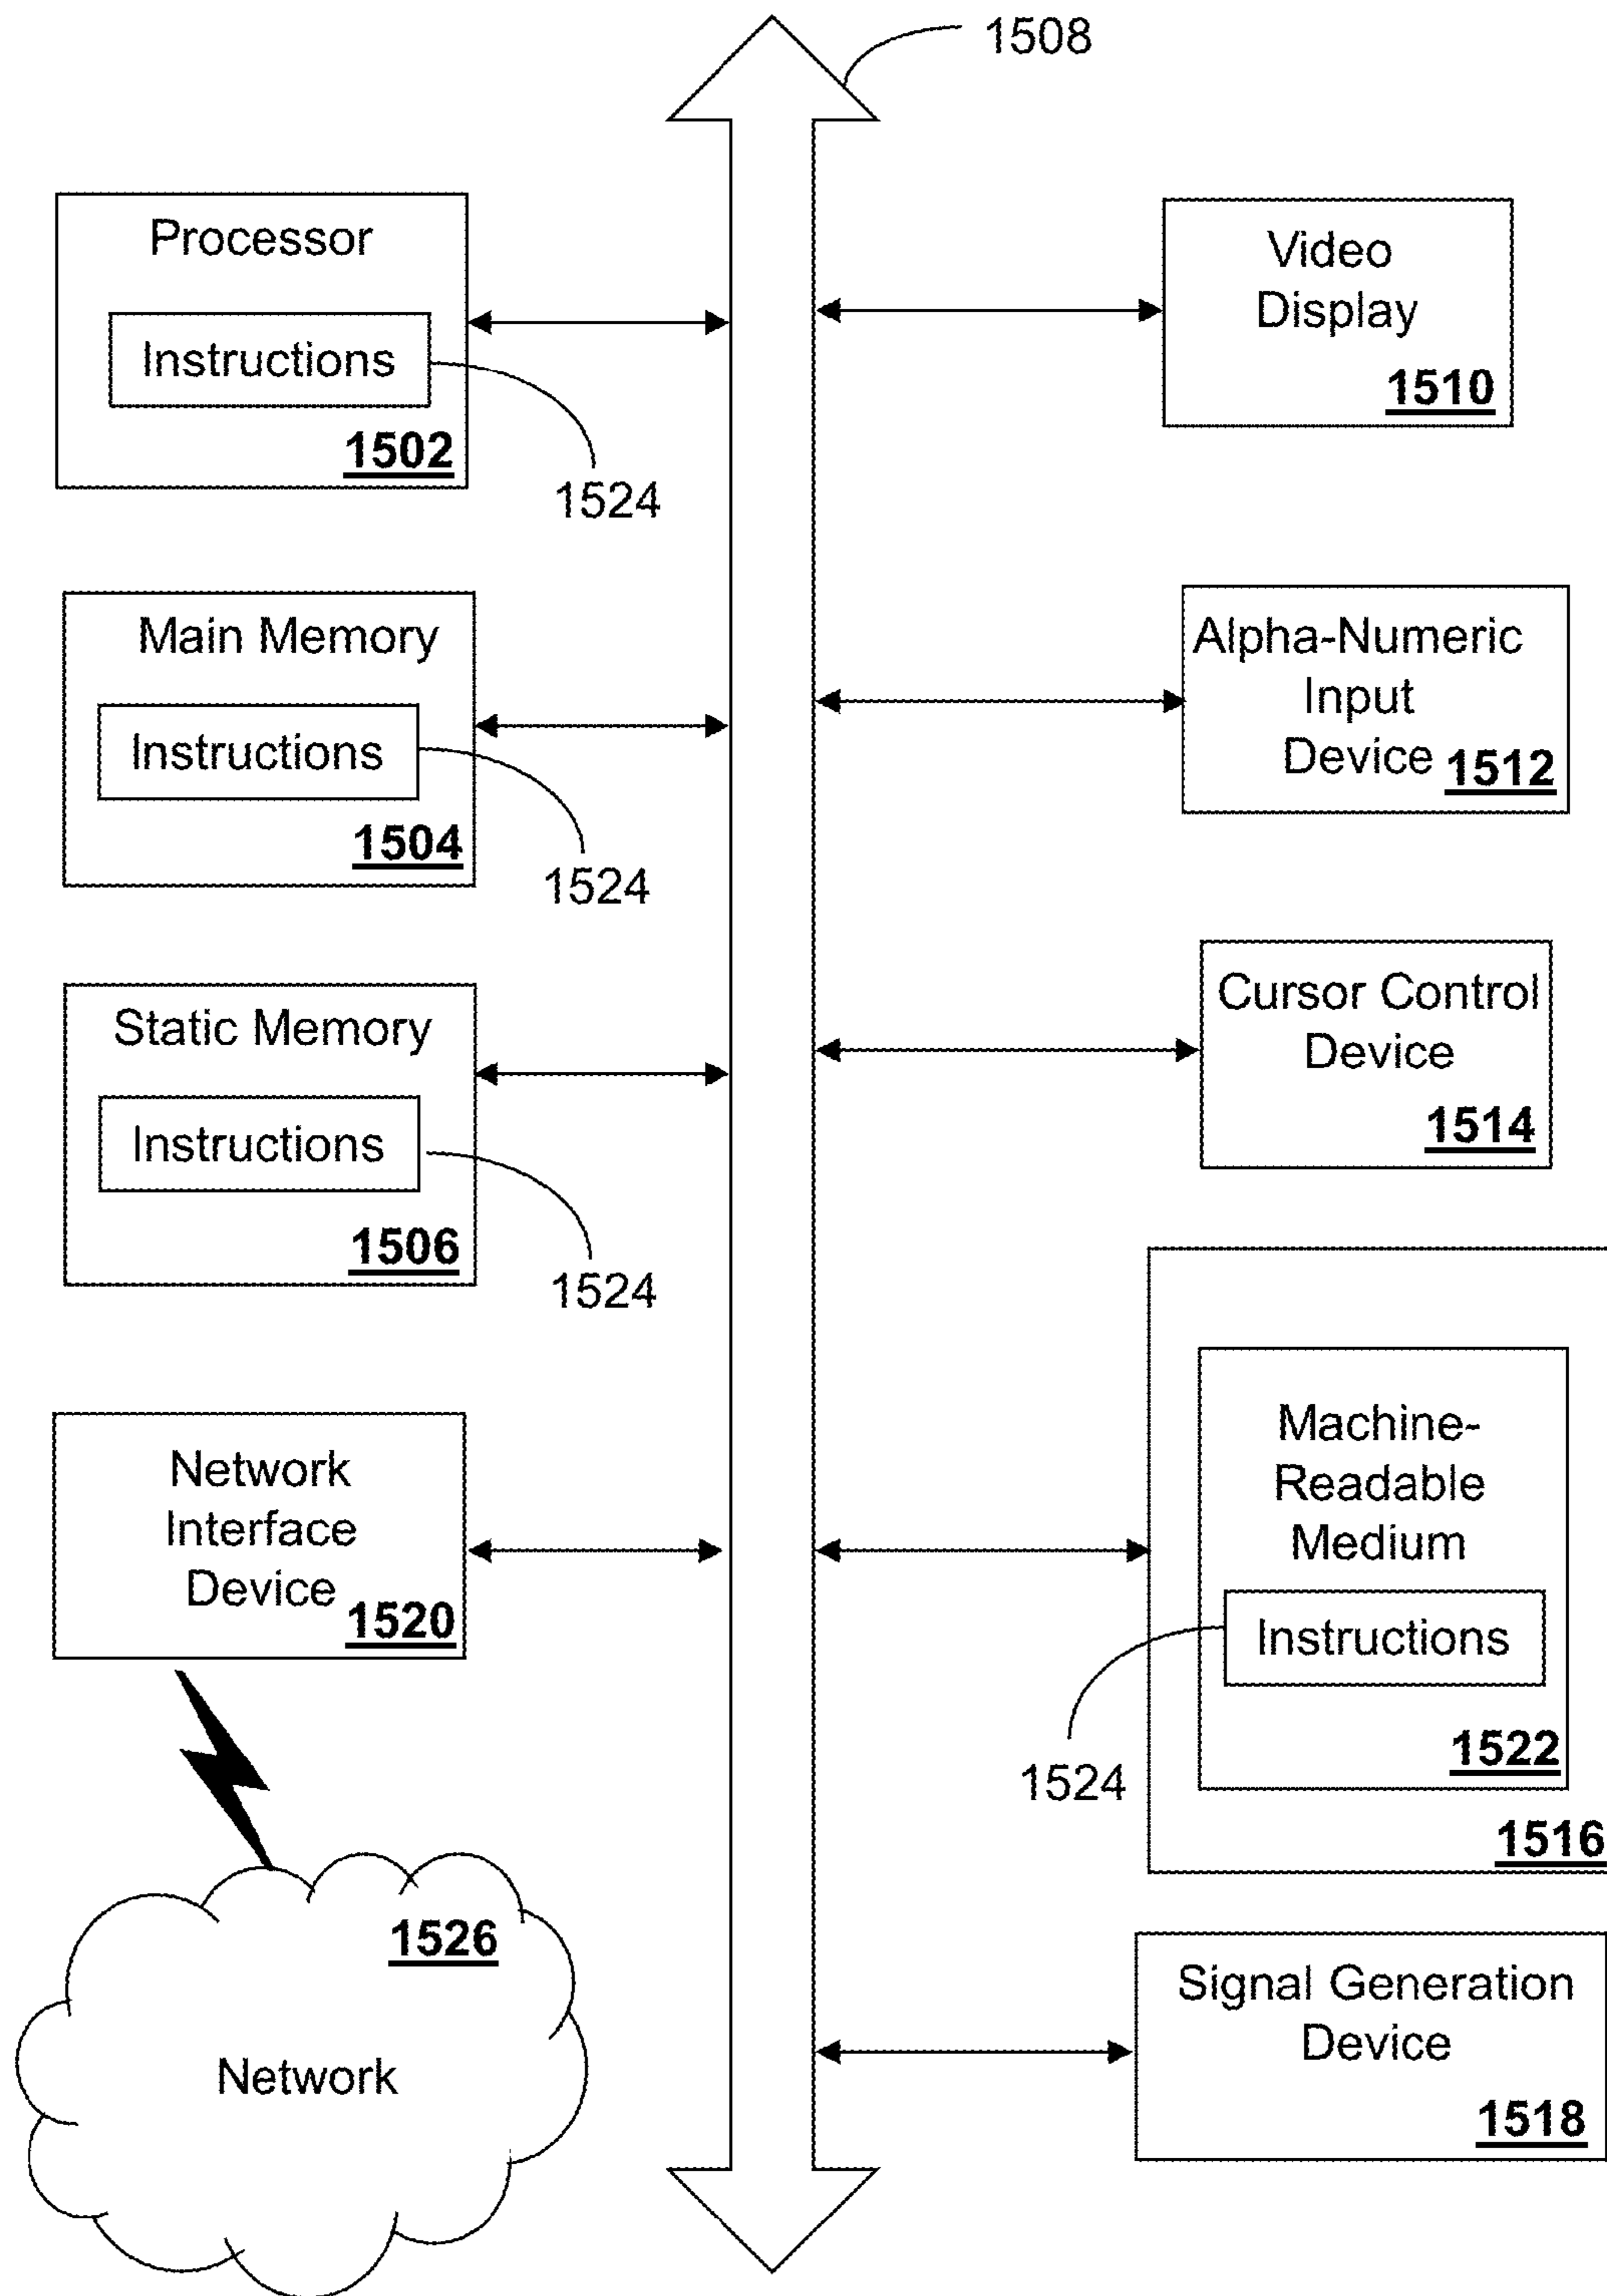 1508
Processor
Instructions
1502
1524
Main Memory
Instructions
1504
1524
Static Memory
Instructions
1506
1524
Network
Interface
Device
1520
1526
Network
Video
Display
1510
Alpha-Numeric
Input
Device 1512
Cursor Control
Device
1514
Machine-
Readable
Medium
Instructions
1522
1524
1516
Signal Generation
Device
1518